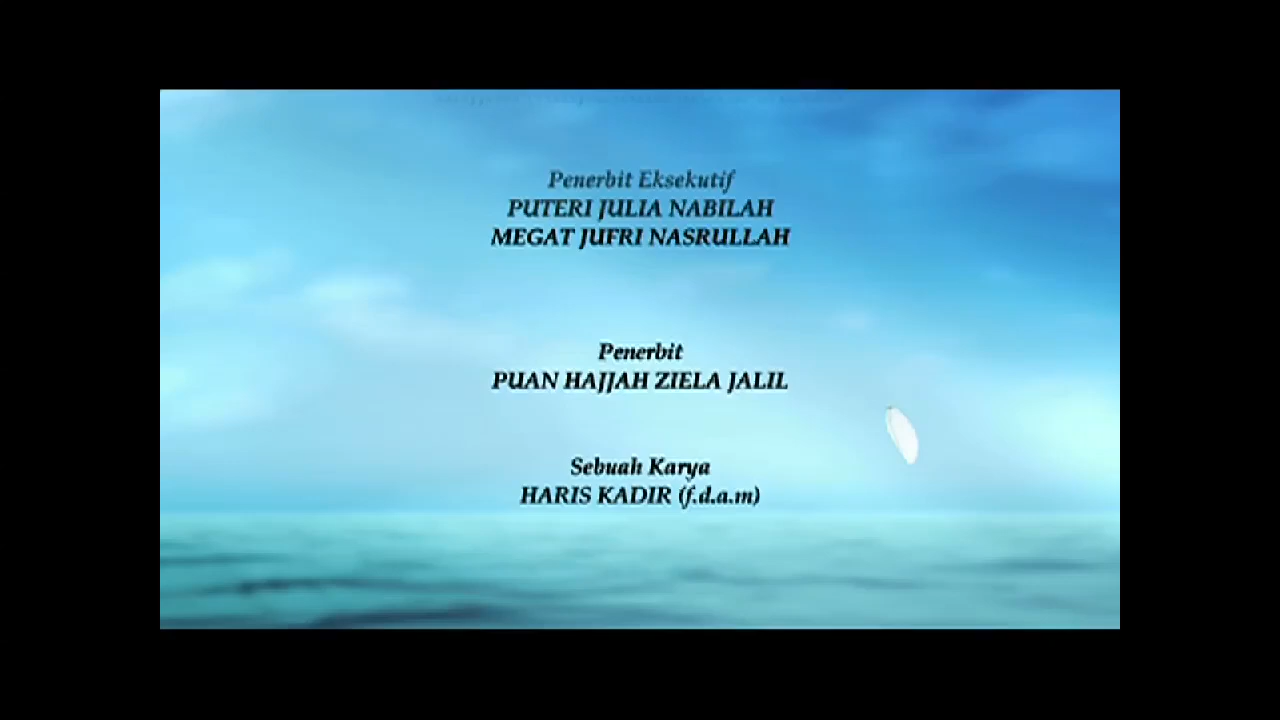 Penerbit Eksekutif
PUTERI JULIA NABILAH
MEGAT JUFRI NASRULLAH
Penerbit
PUAN HAJJAH ZIELA JALIL
Sebuah Karya
HARIS KADIR (f.d.a.m)